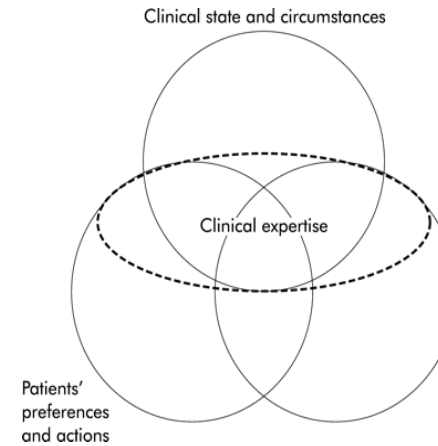 Clinical state and circumstances
Clinical expertise
Patients’
preferences
and actions